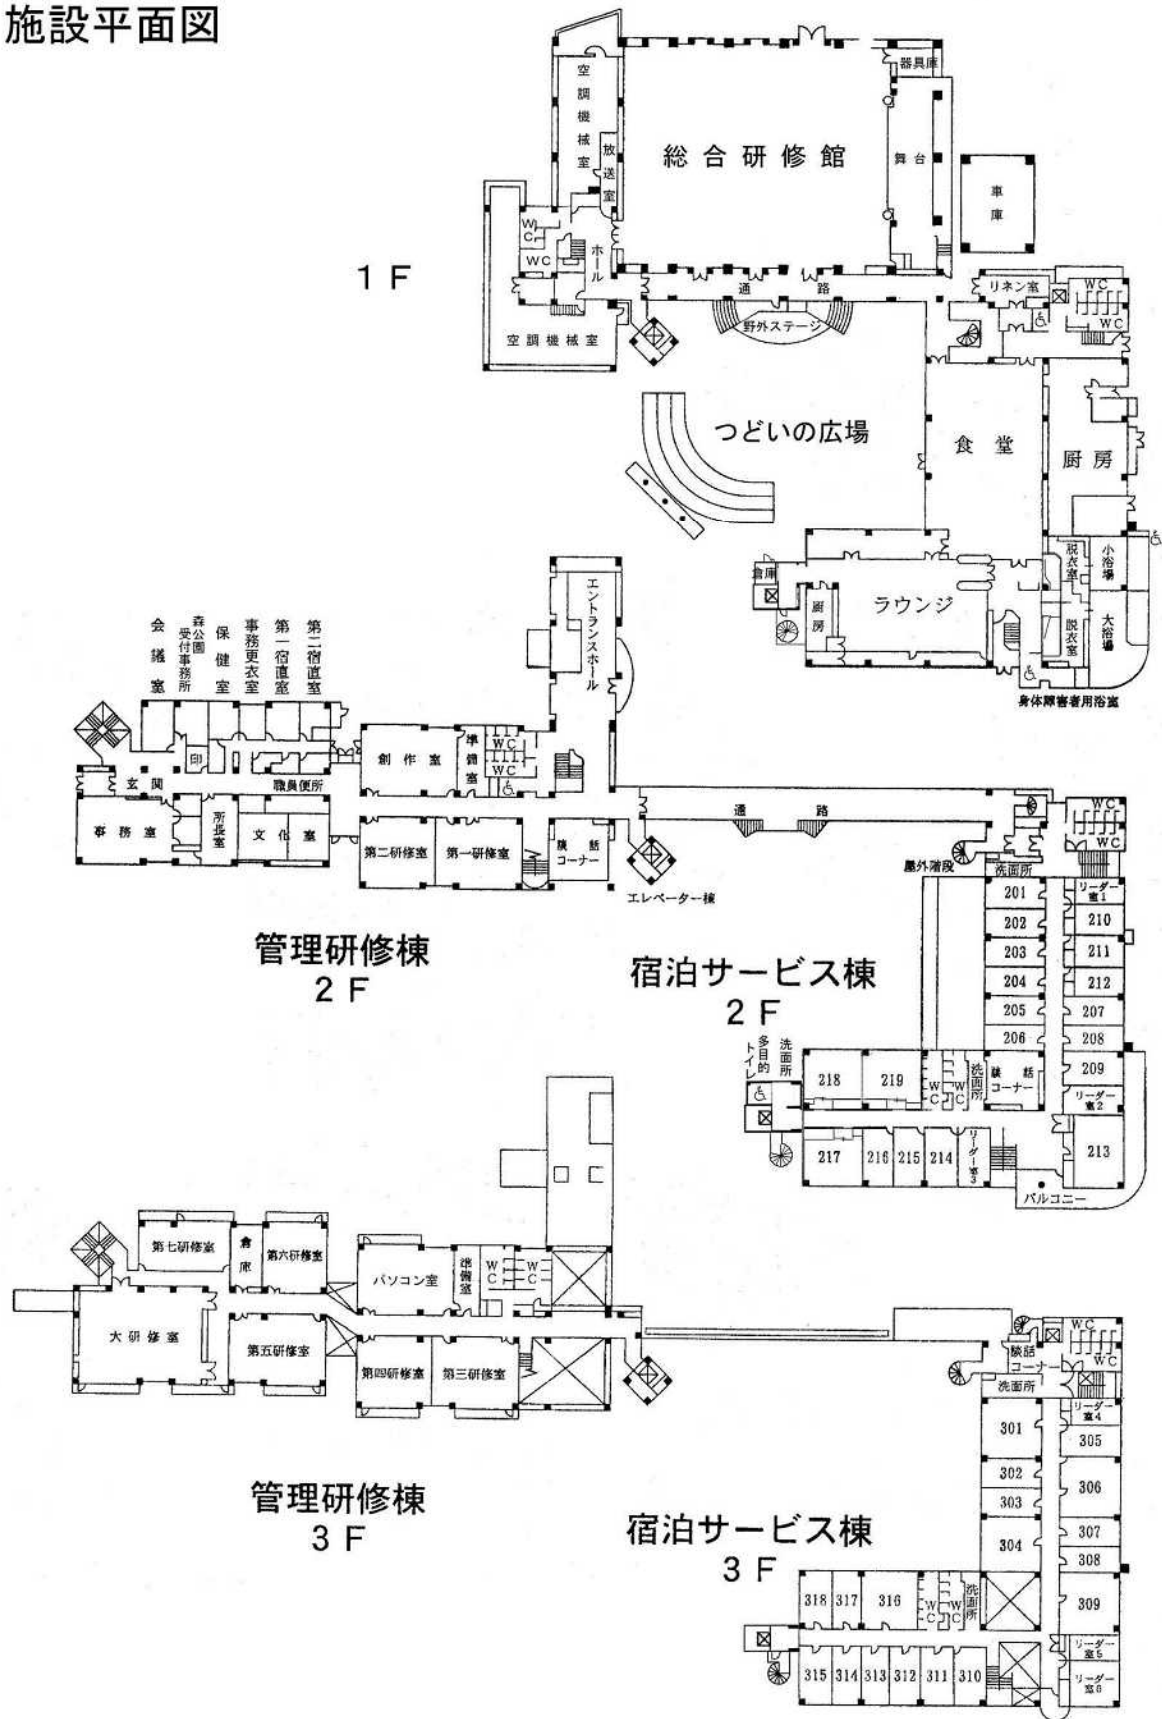 施設平面図
1F
空調機械室
放送室
総合研修館
器具庫
舞台
車庫
WC
WC
ホール
空調機械室
通路
野外ステージ
リネン室
WC
WC
つどいの広場
食堂
厨房
倉庫
厨房
ラウンジ
脱衣室
小浴場
脱衣室
大浴場
身体障害者用浴室
会議室
森公園受付事務所
保健室
事務更衣室
第一宿直室
第二宿直室
エントランスホール
印
玄関
職員便所
創作室
準備室
WC
WC
事務室
所長室
文化室
第二研修室
第一研修室
談話
コーナー
エレベーター棟
通路
屋外階段
WC
WC
洗面所
管理研修棟
2F
宿泊サービス棟
2F
201
202
203
204
205
206
リーダー
室1
210
211
212
207
208
209
リーダー
室2
213
多目的トイレ
洗面所
218
219
WC
WC
洗面所
談話
コーナー
217
216
215
214
リーダー室3
バルコニー
第七研修室
倉庫
第六研修室
パソコン室
準備室
WC
WC
大研修室
第五研修室
第四研修室
第三研修室
管理研修棟
3F
宿泊サービス棟
3F
談話
コーナー
WC
WC
洗面所
301
302
303
304
リーダー
室4
305
306
307
308
309
リーダー
室5
リーダー
室6
318
317
316
WC
WC
洗面所
315
314
313
312
311
310